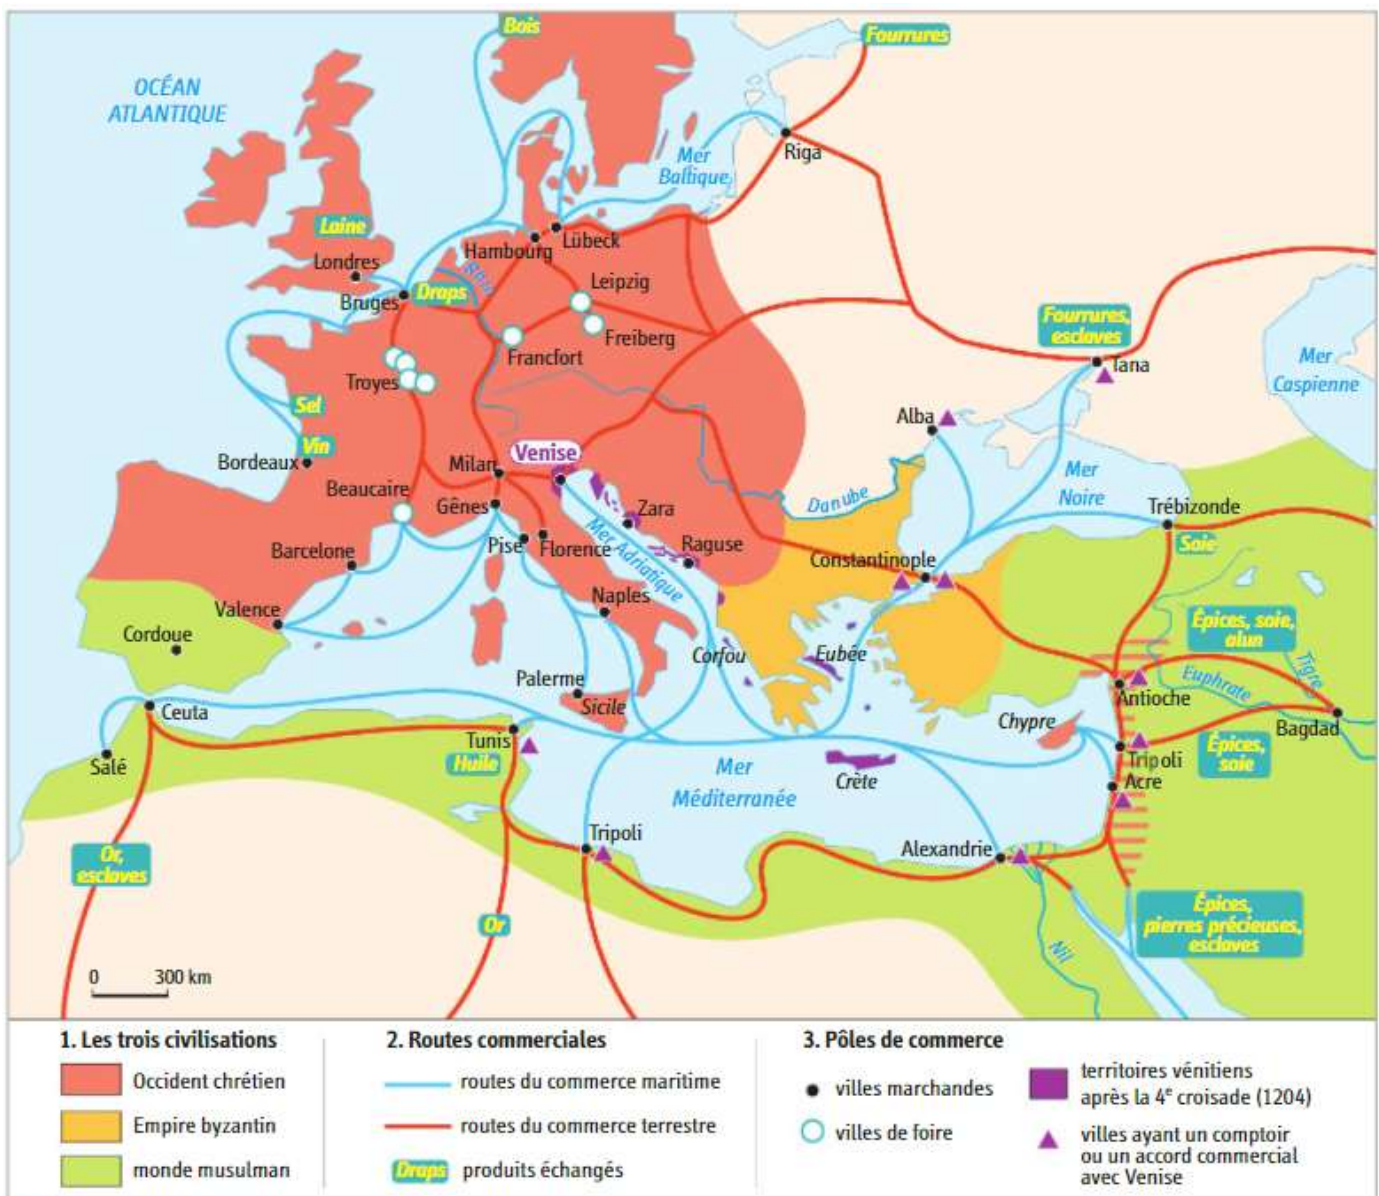 Bois
Fourrures
OCÉAN
ATLANTIQUE
Mer
Baltique
Riga
Laine
Londres
Hambourg
Lübeck
Rhin
Bruges
Draps
Leipzig
Freiberg
Francfort
Troyes
Fourrures,
esclaves
Tana
Mer
Caspienne
Sel
Vin
Bordeaux
Alba
Milan
Venise
Danube
Mer
Noire
Beaucaire
Gênes
Zara
Trébizonde
Soie
Pise
Florence
Mer Adriatique
Raguse
Barcelone
Constantinople
Valence
Naples
Cordoue
Corfou
Eubée
Épices, soie,
alun
Tigre
Euphrate
Palerme
Sicile
Antioche
Chypre
Bagdad
Ceuta
Salé
Tunis
Huile
Tripoli
Épices,
soie
Acre
Mer
Méditerranée
Crète
Tripoli
Alexandrie
Or,
esclaves
Or
Épices,
pierres précieuses,
esclaves
Nil
0 300 km
1. Les trois civilisations
Occident chrétien
Empire byzantin
monde musulman
2. Routes commerciales
routes du commerce maritime
routes du commerce terrestre
Draps produits échangés
3. Pôles de commerce
villes marchandes
villes de foire
territoires vénitiens
après la 4e croisade (1204)
villes ayant un comptoir
ou un accord commercial
avec Venise